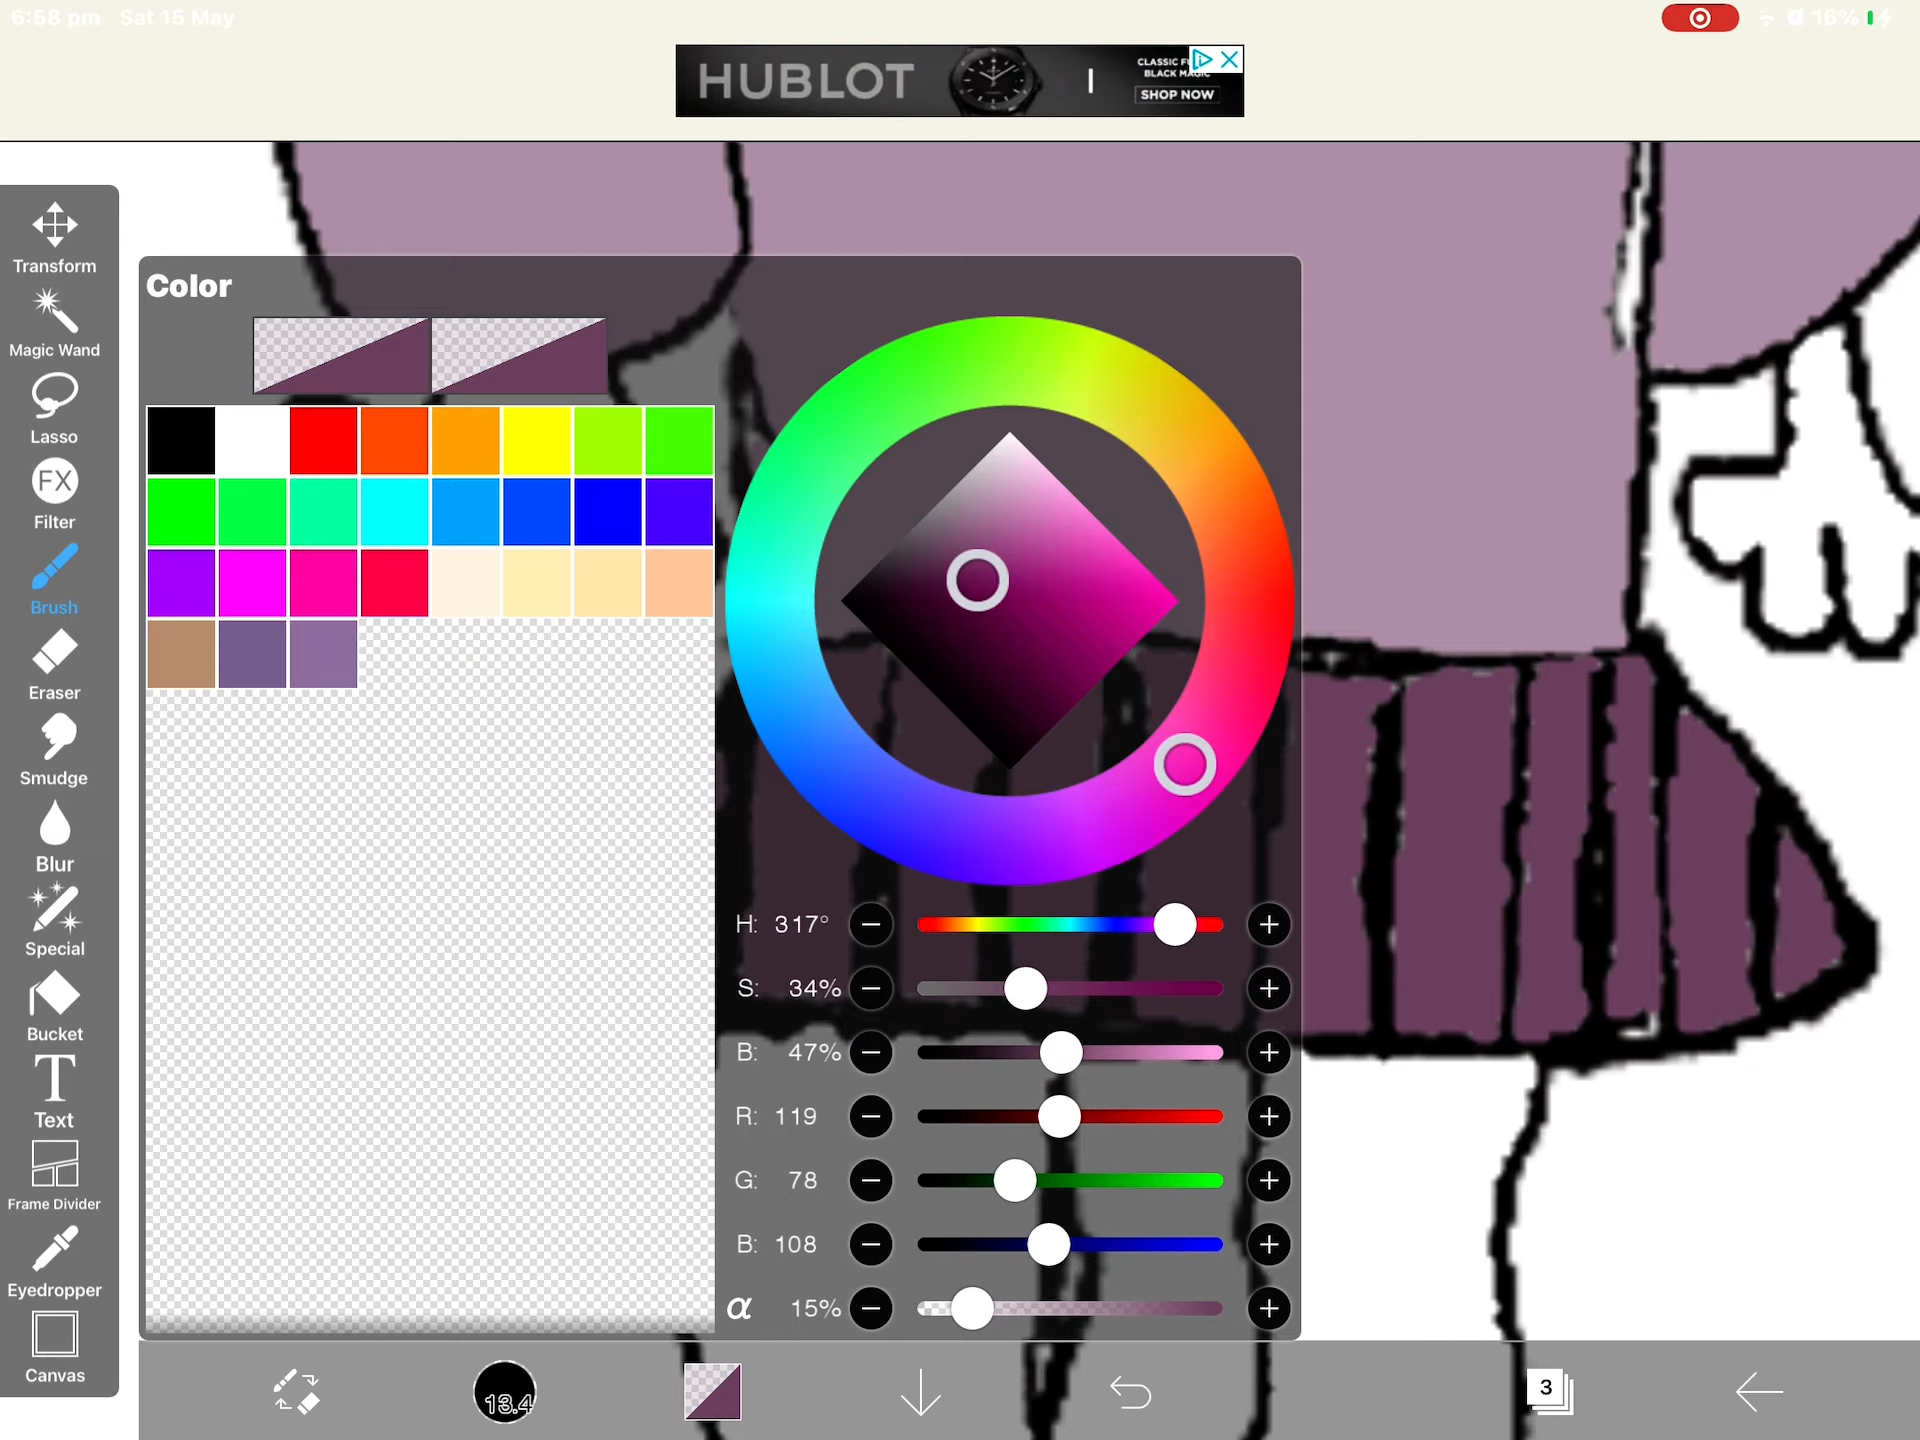 6:58 pm Sat 15 May
16%
HUBLOT
CLASSIC
BLACK MAGIC
SHOP NOW
Transform
Magic Wand
Lasso
FX
Filter
Brush
Eraser
Smudge
Blur
Special
Bucket
T
Text
Frame Divider
Eyedropper
Canvas
Color
H: 317°
S: 34%
B: 47%
R: 119
G: 78
B: 108
α 15%
13.4
3